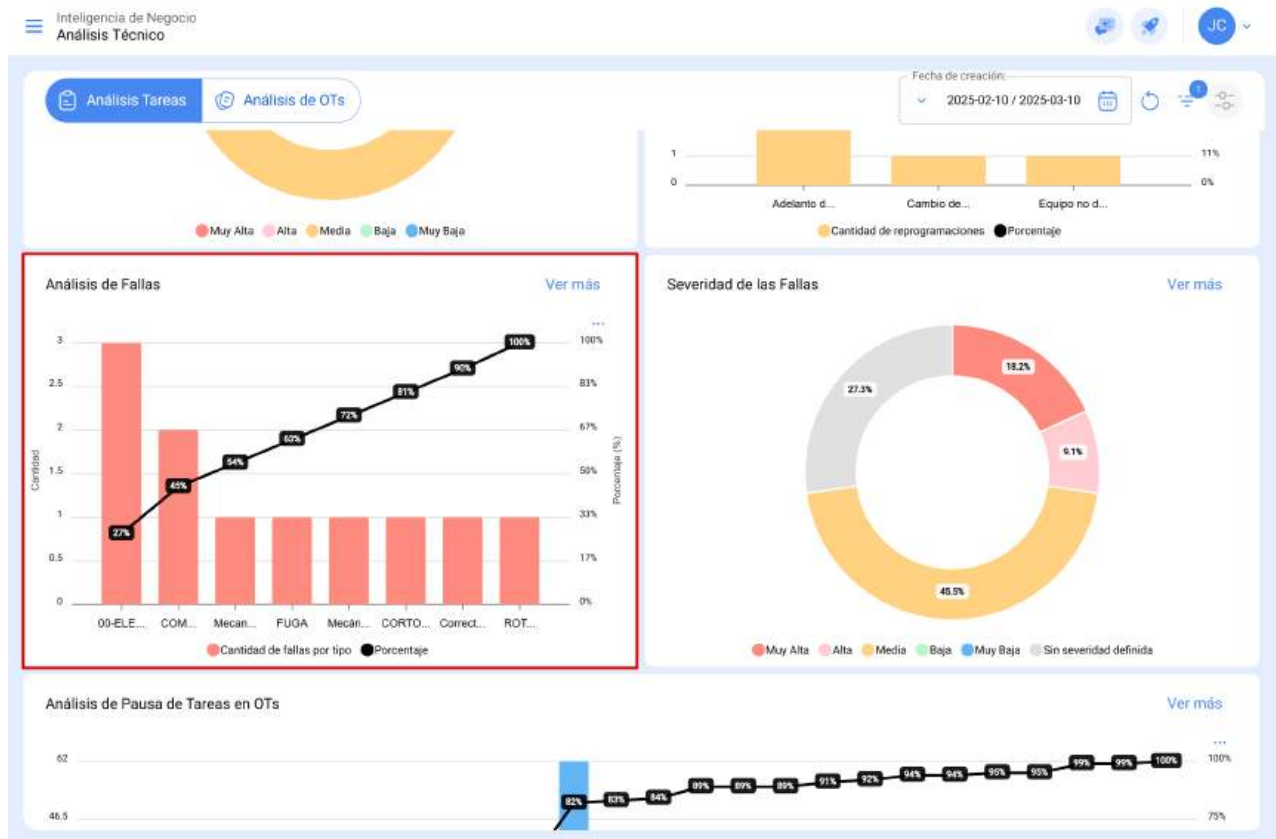 Inteligencia de Negocio
Análisis Técnico
JC
Análisis Tareas
Análisis de OTs
Fecha de creación:
2025-02-10 / 2025-03-10
1
Muy Alta Alta Media Baja Muy Baja
1 11%
0 0%
Adelanto d... Cambio de... Equipo no d...
Cantidad de reprogramaciones Porcentaje
Análisis de Fallas Ver más
...
3 100%
2.5 83%
2 67%
1.5 50%
1 33%
0.5 17%
0 0%
Cantidad
Porcentaje (%)
27% 45% 54% 63% 72% 81% 90% 100%
00-ELE... COM... Mecan... FUGA Mecán... CORTO... Correct... ROT...
Cantidad de fallas por tipo Porcentaje
Severidad de las Fallas Ver más
18.2%
27.3%
9.1%
45.5%
Muy Alta Alta Media Baja Muy Baja Sin severidad definida
Análisis de Pausa de Tareas en OTs Ver más
...
62 100%
46.5 75%
82% 83% 84% 89% 89% 89% 91% 92% 94% 94% 95% 95% 99% 99% 100%